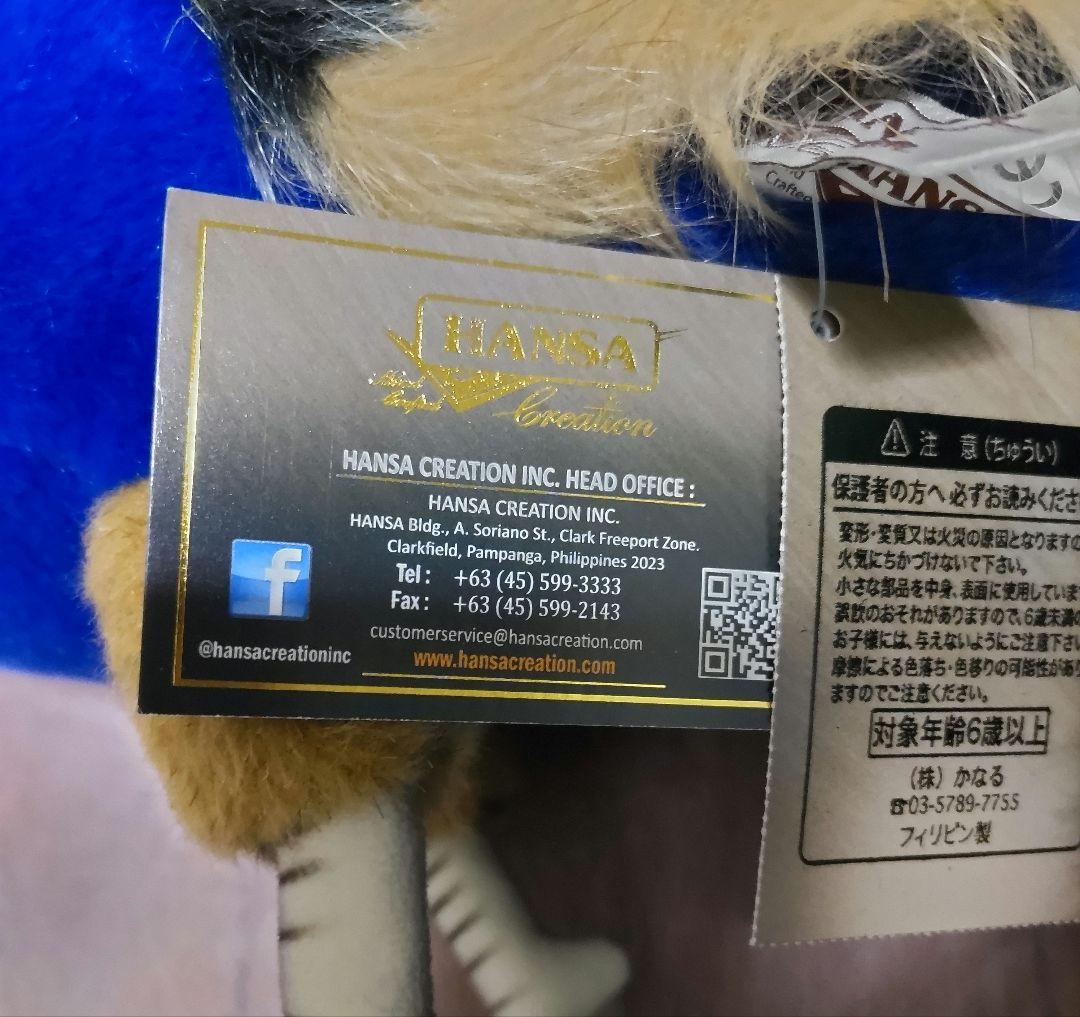 Crafted
HANSA
CE
HANSA
Hand
Crafted
Creation
HANSA CREATION INC. HEAD OFFICE :
HANSA CREATION INC.
HANSA Bldg., A. Soriano St., Clark Freeport Zone.
Clarkfield, Pampanga, Philippines 2023
Tel : +63 (45) 599-3333
Fax : +63 (45) 599-2143
customerservice@hansacreation.com
www.hansacreation.com
@hansacreationinc
注 意(ちゅうい)
保護者の方へ 必ずお読みくださ
変形・変質又は火災の原因となりますの
火気にちかづけないで下さい。
小さな部品を中身、表面に使用していま
誤飲のおそれがありますので、6歳未満の
お子様には、与えないようにご注意下さい
摩擦による色落ち・色移りの可能性があり
ますのでご注意ください。
対象年齢6歳以上
(株) かなる
☎03-5789-7755
フィリピン製